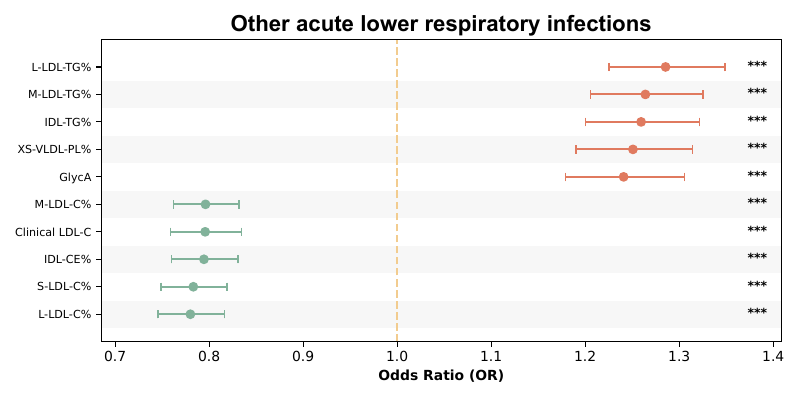 Other acute lower respiratory infections
L-LDL-TG% ***
M-LDL-TG% ***
IDL-TG% ***
XS-VLDL-PL% ***
GlycA ***
M-LDL-C% ***
Clinical LDL-C ***
IDL-CE% ***
S-LDL-C% ***
L-LDL-C% ***
0.7 0.8 0.9 1.0 1.1 1.2 1.3 1.4
Odds Ratio (OR)